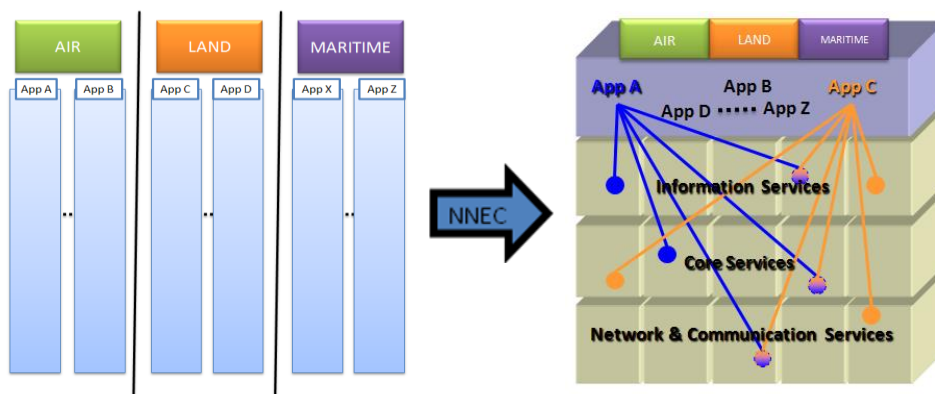 AIR
LAND
MARITIME
App A
App B
App C
App D
App X
App Z
..
..
..
NNEC
AIR
LAND
MARITIME
App A
App B
App C
App D ..... App Z
Information Services
Core Services
Network & Communication Services